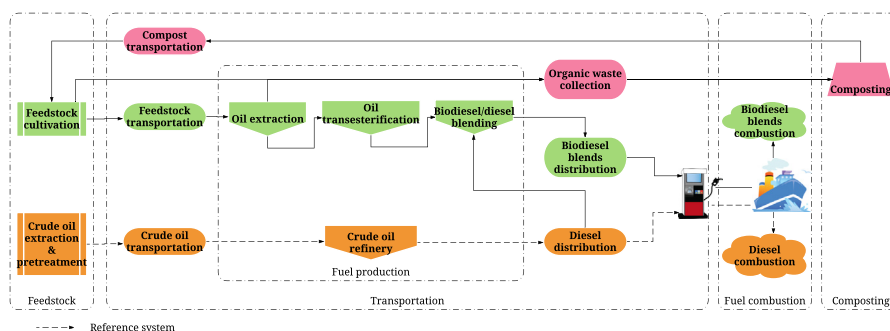 Compost
transportation
Organic waste
collection
Composting
Feedstock
cultivation
Feedstock
transportation
Oil extraction
Oil
transesterification
Biodiesel/diesel
blending
Biodiesel
blends
combustion
Biodiesel
blends
distribution
Crude oil
extraction
&
pretreatment
Crude oil
transportation
Crude oil
refinery
Diesel
distribution
Diesel
combustion
Fuel production
Feedstock
Transportation
Fuel combustion
Composting
Reference system